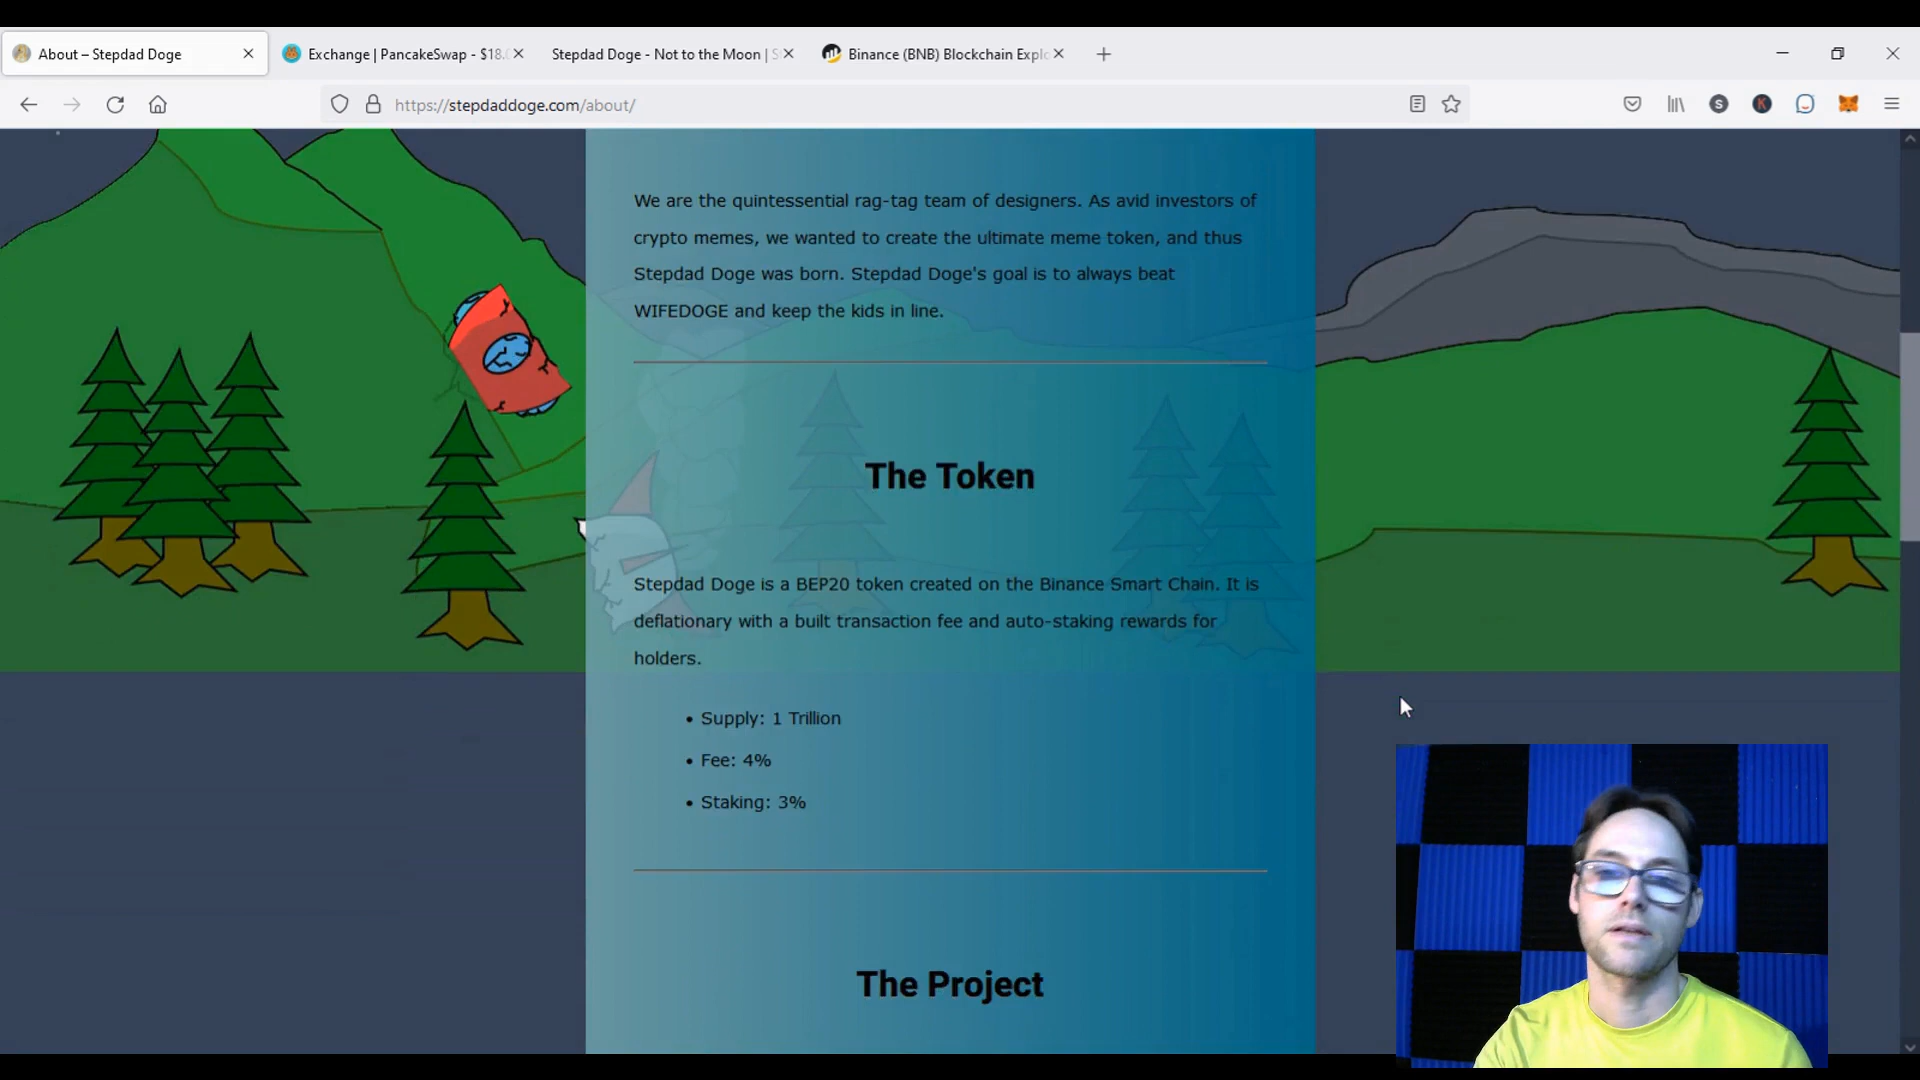 About – Stepdad Doge
Exchange | PancakeSwap - $18.
Stepdad Doge - Not to the Moon |
Binance (BNB) Blockchain Explo
https://stepdaddoge.com/about/
S
K
We are the quintessential rag-tag team of designers. As avid investors of
crypto memes, we wanted to create the ultimate meme token, and thus
Stepdad Doge was born. Stepdad Doge's goal is to always beat
WIFEDOGE and keep the kids in line.
The Token
Stepdad Doge is a BEP20 token created on the Binance Smart Chain. It is
deflationary with a built transaction fee and auto-staking rewards for
holders.
• Supply: 1 Trillion
• Fee: 4%
• Staking: 3%
The Project